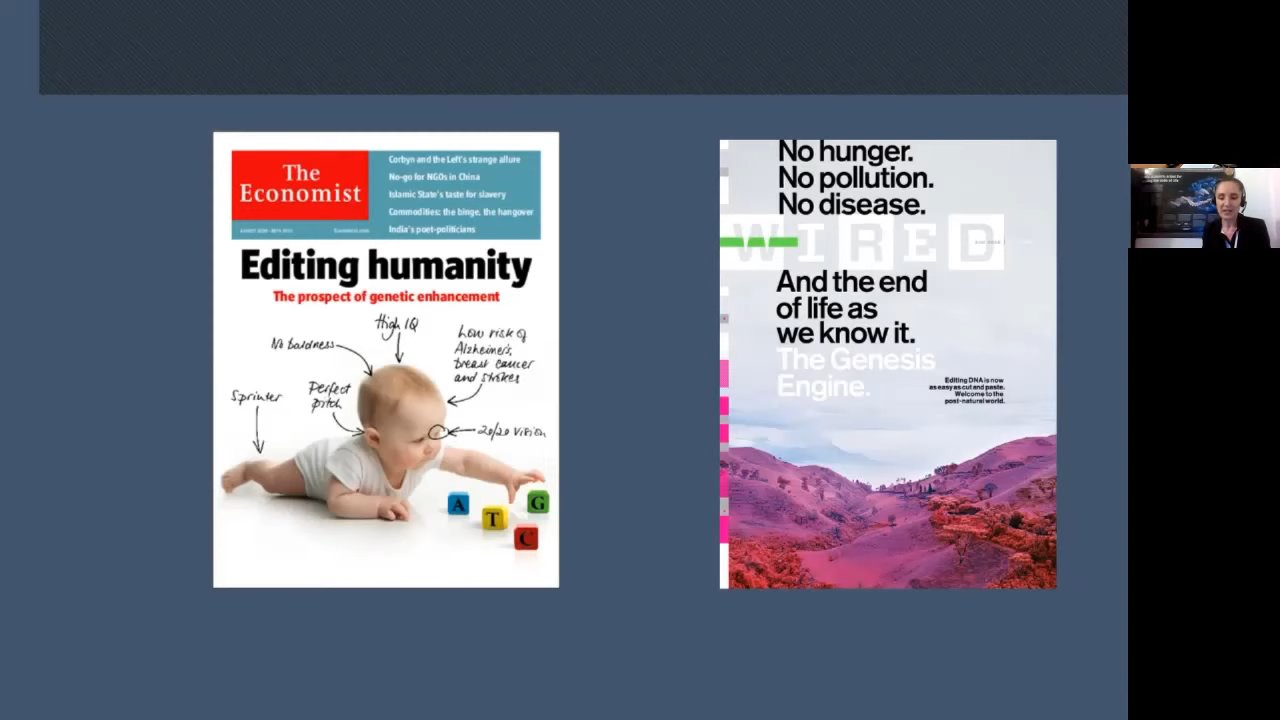 The
Economist
Corbyn and the Left's strange allure
No-go for NGOs in China
Islamic State's taste for slavery
Commodities: the binge, the hangover
India's poet-politicians
Economist.com
Editing humanity
The prospect of genetic enhancement
High IQ
No baldness
Low risk of
Alzheimer's,
breast cancer
and strokes
Sprinter
Perfect
pitch
20/20 vision
A
T
G
C
No hunger.
No pollution.
No disease.
WIRED
And the end
of life as
we know it.
The Genesis
Engine.
Editing DNA is now
as easy as cut and paste.
Welcome to the
post-natural world.